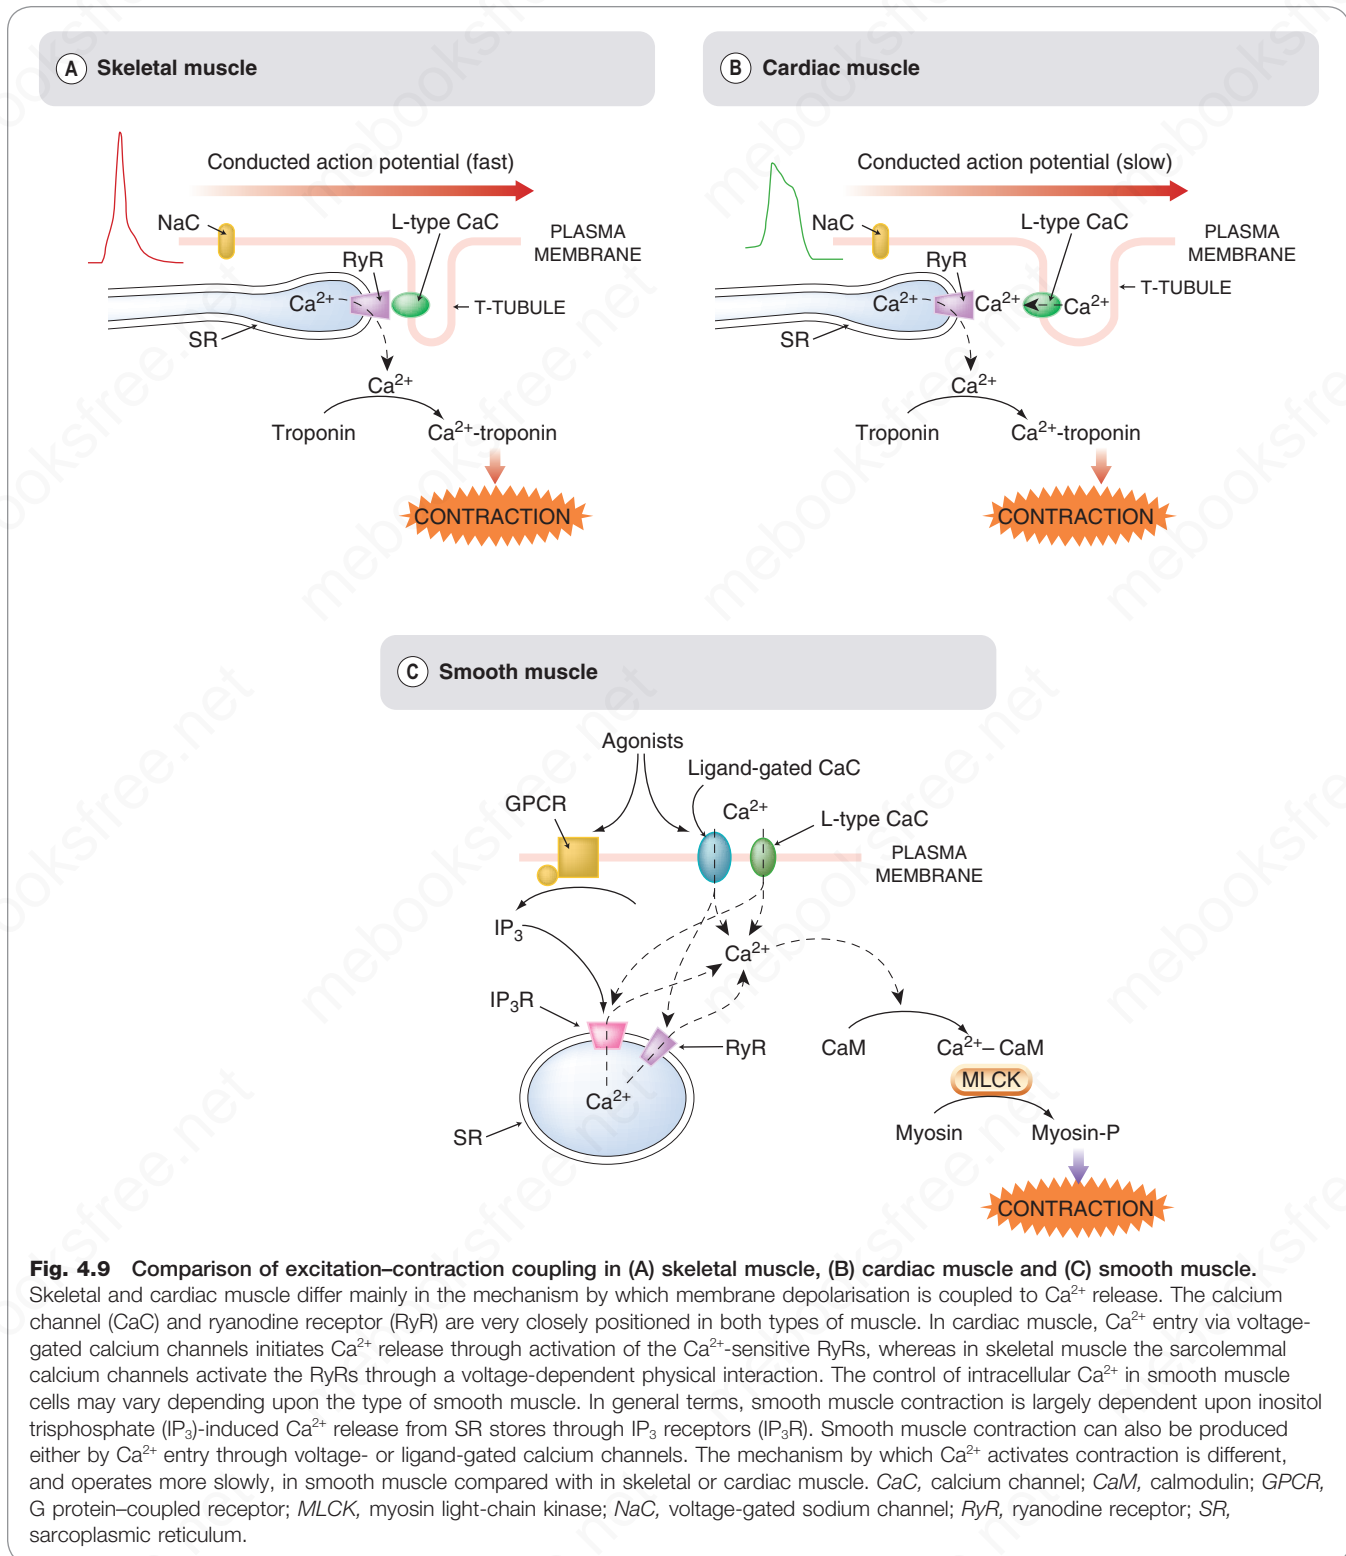 A Skeletal muscle
Conducted action potential (fast)
NaC
L-type CaC
PLASMA
MEMBRANE
RyR
Ca²⁺
T-TUBULE
SR
Ca²⁺
Troponin
Ca²⁺-troponin
CONTRACTION
B Cardiac muscle
Conducted action potential (slow)
NaC
L-type CaC
PLASMA
MEMBRANE
RyR
Ca²⁺
Ca²⁺
Ca²⁺
T-TUBULE
SR
Ca²⁺
Troponin
Ca²⁺-troponin
CONTRACTION
C Smooth muscle
Agonists
Ligand-gated CaC
GPCR
Ca²⁺
L-type CaC
PLASMA
MEMBRANE
IP₃
Ca²⁺
IP₃R
RyR
CaM
Ca²⁺–CaM
MLCK
Ca²⁺
SR
Myosin
Myosin-P
CONTRACTION
Fig. 4.9 Comparison of excitation–contraction coupling in (A) skeletal muscle, (B) cardiac muscle and (C) smooth muscle.
Skeletal and cardiac muscle differ mainly in the mechanism by which membrane depolarisation is coupled to Ca²⁺ release. The calcium
channel (CaC) and ryanodine receptor (RyR) are very closely positioned in both types of muscle. In cardiac muscle, Ca²⁺ entry via voltage-
gated calcium channels initiates Ca²⁺ release through activation of the Ca²⁺-sensitive RyRs, whereas in skeletal muscle the sarcolemmal
calcium channels activate the RyRs through a voltage-dependent physical interaction. The control of intracellular Ca²⁺ in smooth muscle
cells may vary depending upon the type of smooth muscle. In general terms, smooth muscle contraction is largely dependent upon inositol
trisphosphate (IP₃)-induced Ca²⁺ release from SR stores through IP₃ receptors (IP₃R). Smooth muscle contraction can also be produced
either by Ca²⁺ entry through voltage- or ligand-gated calcium channels. The mechanism by which Ca²⁺ activates contraction is different,
and operates more slowly, in smooth muscle compared with in skeletal or cardiac muscle. CaC, calcium channel; CaM, calmodulin; GPCR,
G protein–coupled receptor; MLCK, myosin light-chain kinase; NaC, voltage-gated sodium channel; RyR, ryanodine receptor; SR,
sarcoplasmic reticulum.
mebooksfree.net